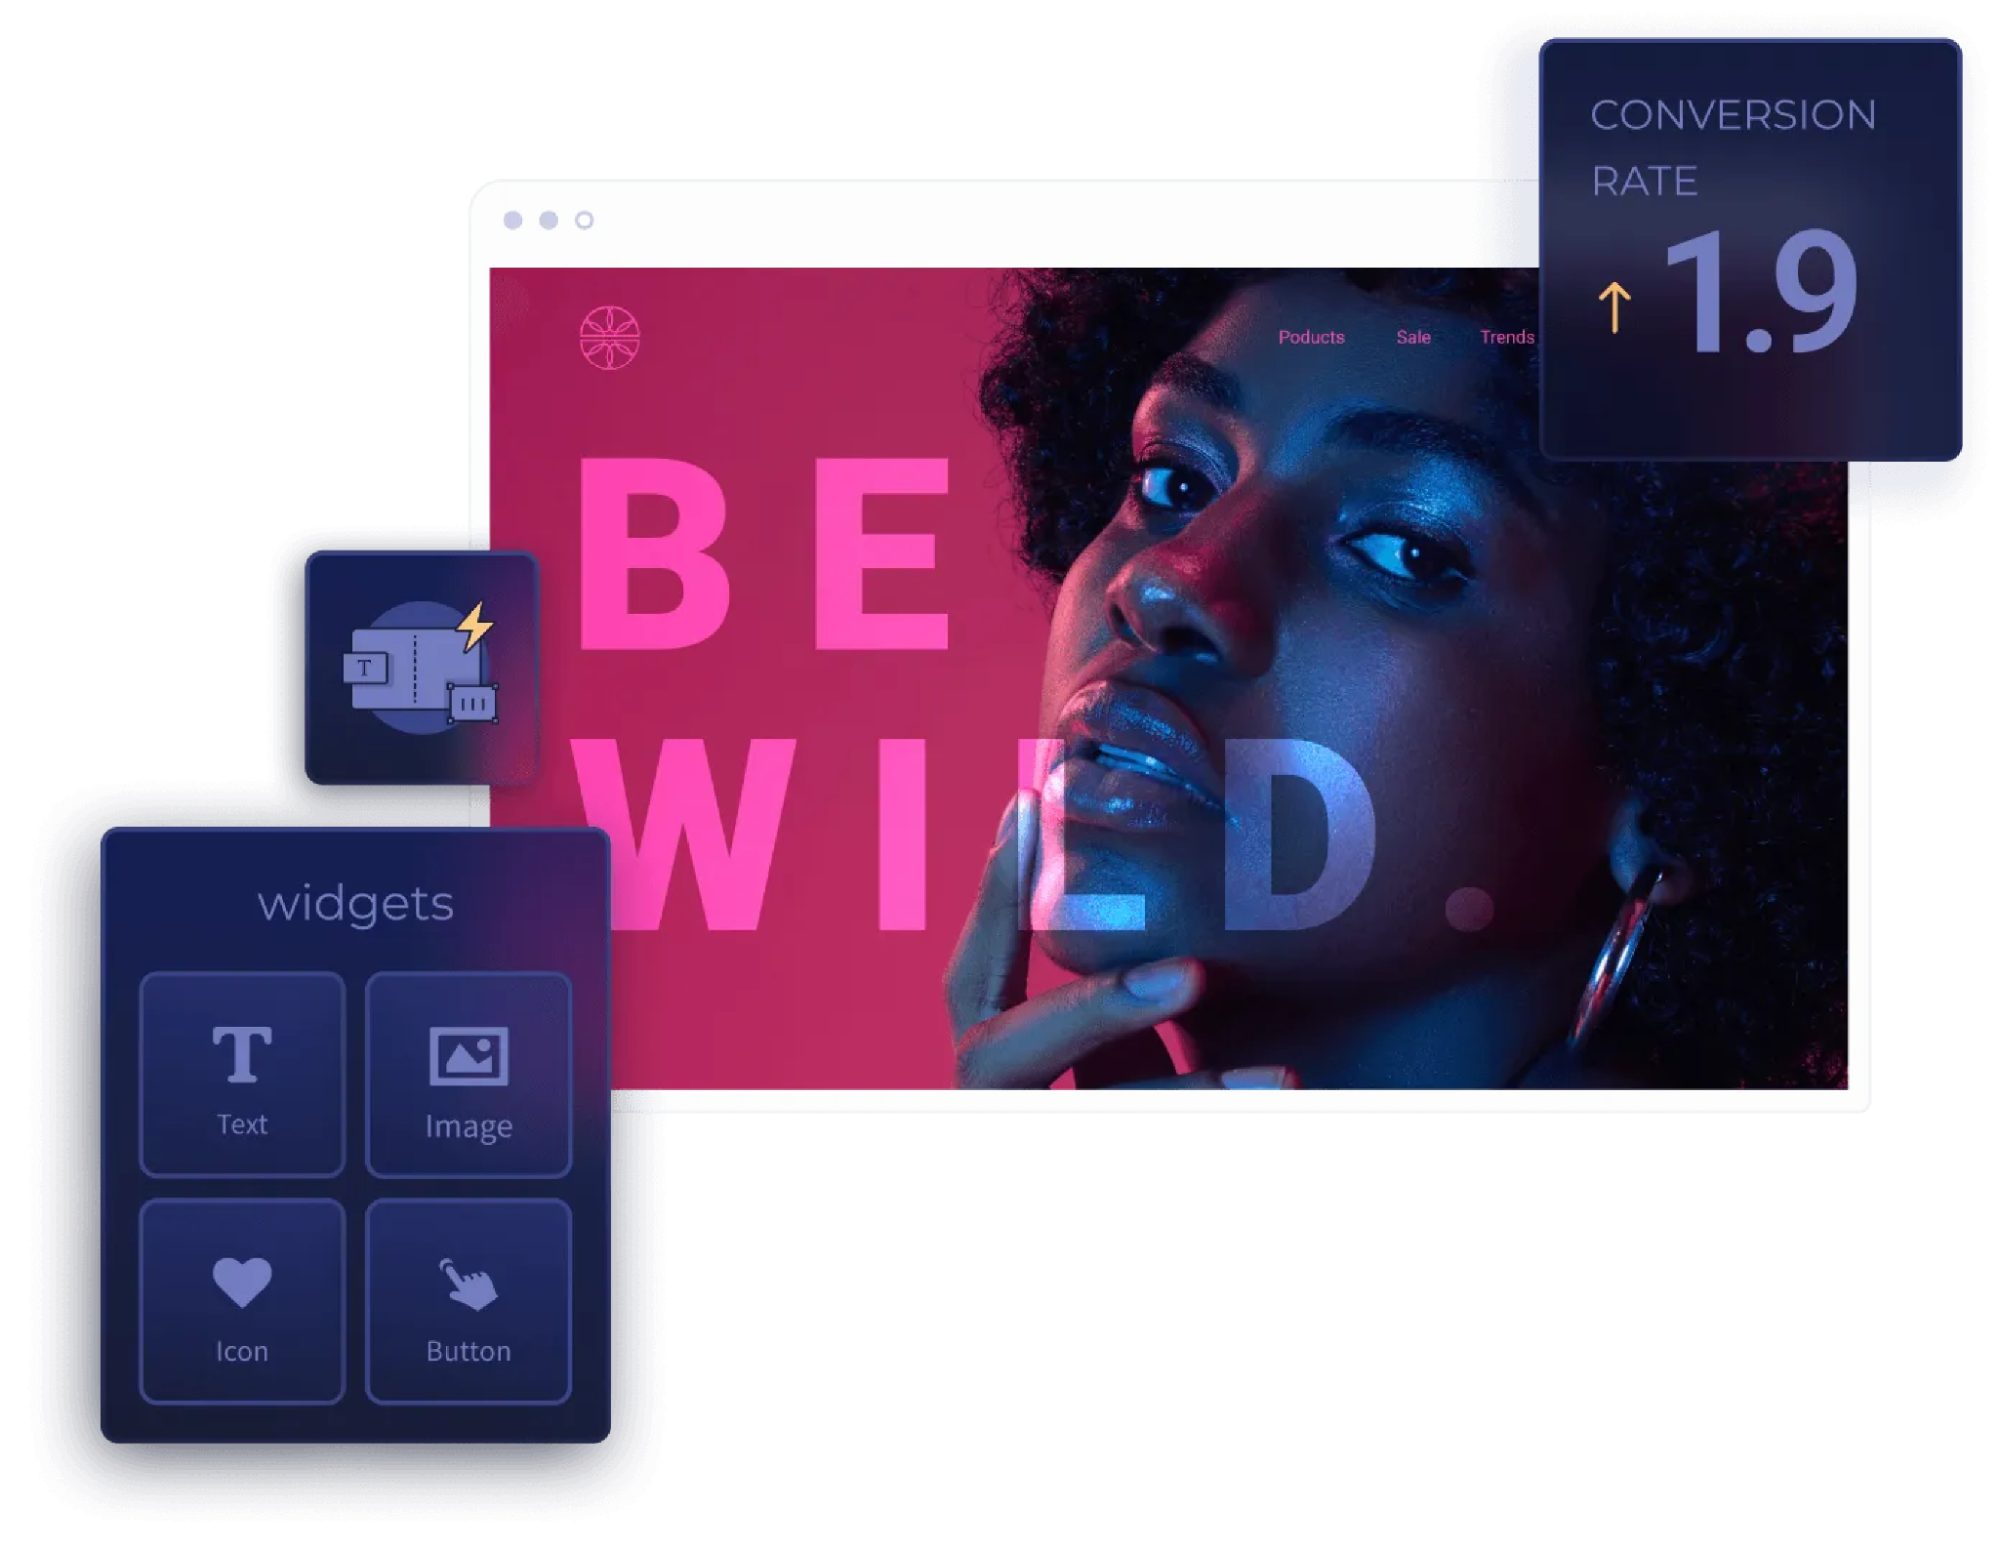 CONVERSION
RATE
↑ 1.9
Poducts Sale Trends
BE
WILD.
T
widgets
T
Text
Image
Icon
Button